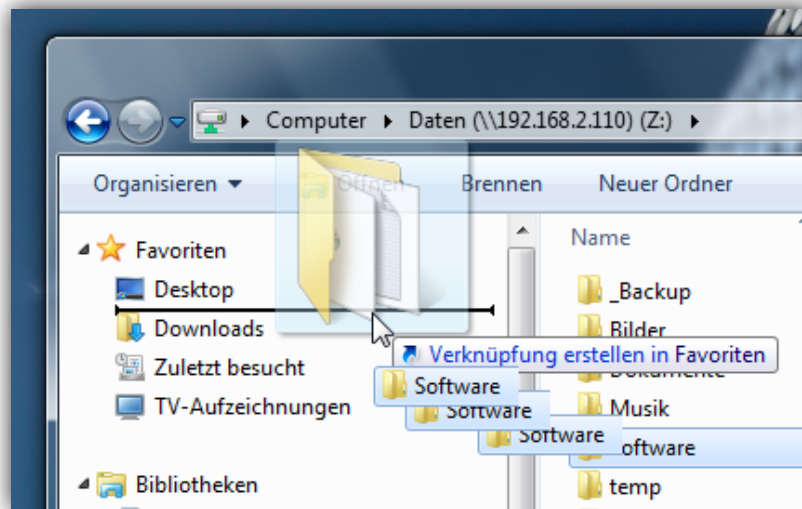 Computer Daten (\\192.168.2.110) (Z:)
Organisieren Öffnen Brennen Neuer Ordner
Favoriten
Desktop
Downloads
Zuletzt besucht
TV-Aufzeichnungen
Bibliotheken
Verknüpfung erstellen in Favoriten
Software
Software
Software
Name
_Backup
Bilder
Dokumente
Musik
oftware
temp